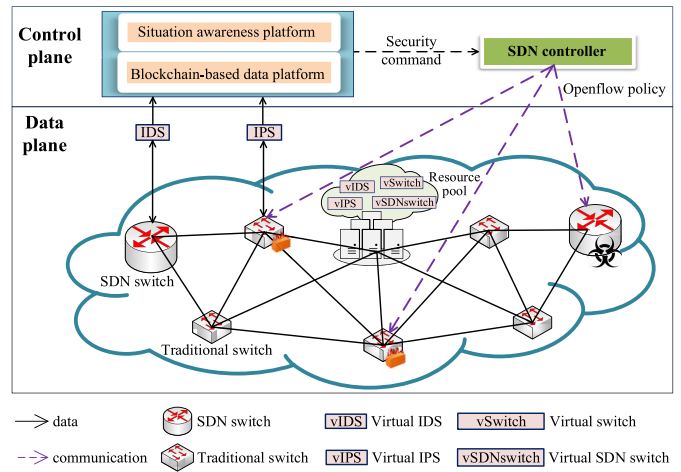 Control
plane
Situation awareness platform
Blockchain-based data platform
Security
command
SDN controller
Openflow policy
Data
plane
IDS
IPS
Resource
pool
vIDS
vSwitch
vIPS
vSDNswitch
SDN switch
Traditional switch
data
SDN switch
vIDS
Virtual IDS
vSwitch
Virtual switch
communication
Traditional switch
vIPS
Virtual IPS
vSDNswitch
Virtual SDN switch